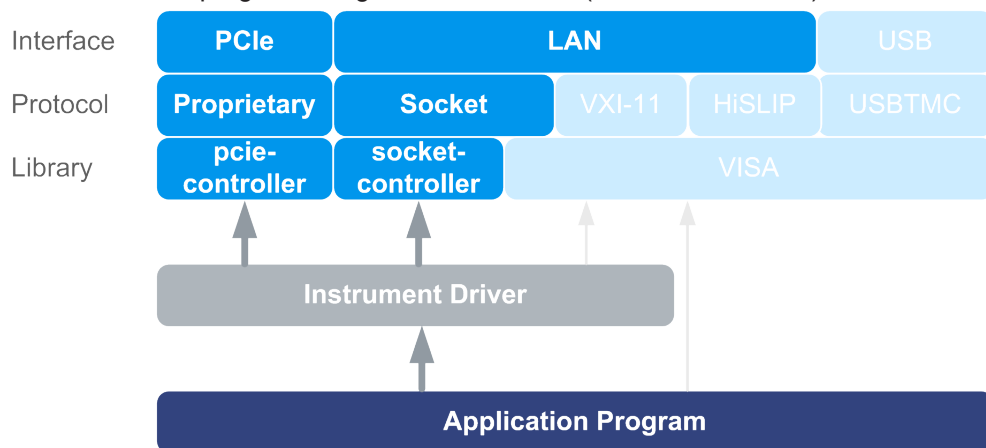 Interface PCIe LAN USB
Protocol Proprietary Socket VXI-11 HiSLIP USBTMC
Library pcie-controller socket-controller VISA
Instrument Driver
Application Program